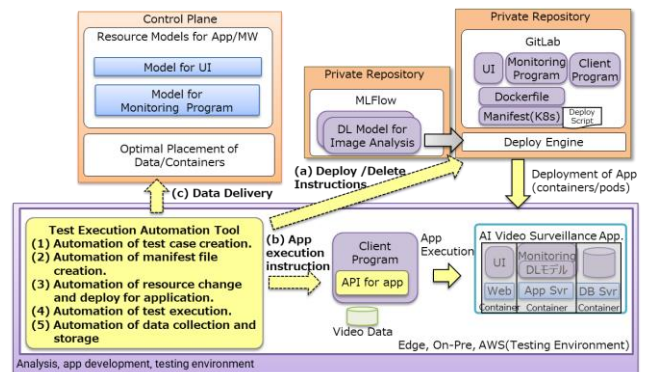 Control Plane
Resource Models for App/MW
Model for UI
Model for
Monitoring Program
Optimal Placement of
Data/Containers
Private Repository
MLFlow
DL Model for
Image Analysis
Private Repository
GitLab
UI
Monitoring
Program
Client
Program
Dockerfile
Manifest(K8s)
Deploy
Script
Deploy Engine
(a) Deploy /Delete
Instructions
Deployment of App
(containers/pods)
(c) Data Delivery
Test Execution Automation Tool
(1) Automation of test case creation.
(2) Automation of manifest file
creation.
(3) Automation of resource change
and deploy for application.
(4) Automation of test execution.
(5) Automation of data collection and
storage
(b) App
execution
instruction
Client
Program
API for app
Video Data
App
Execution
AI Video Surveillance App.
UI
Monitoring
DLモデル
Web
App Svr
DB Svr
Container
Container
Container
Edge, On-Pre, AWS(Testing Environment)
Analysis, app development, testing environment